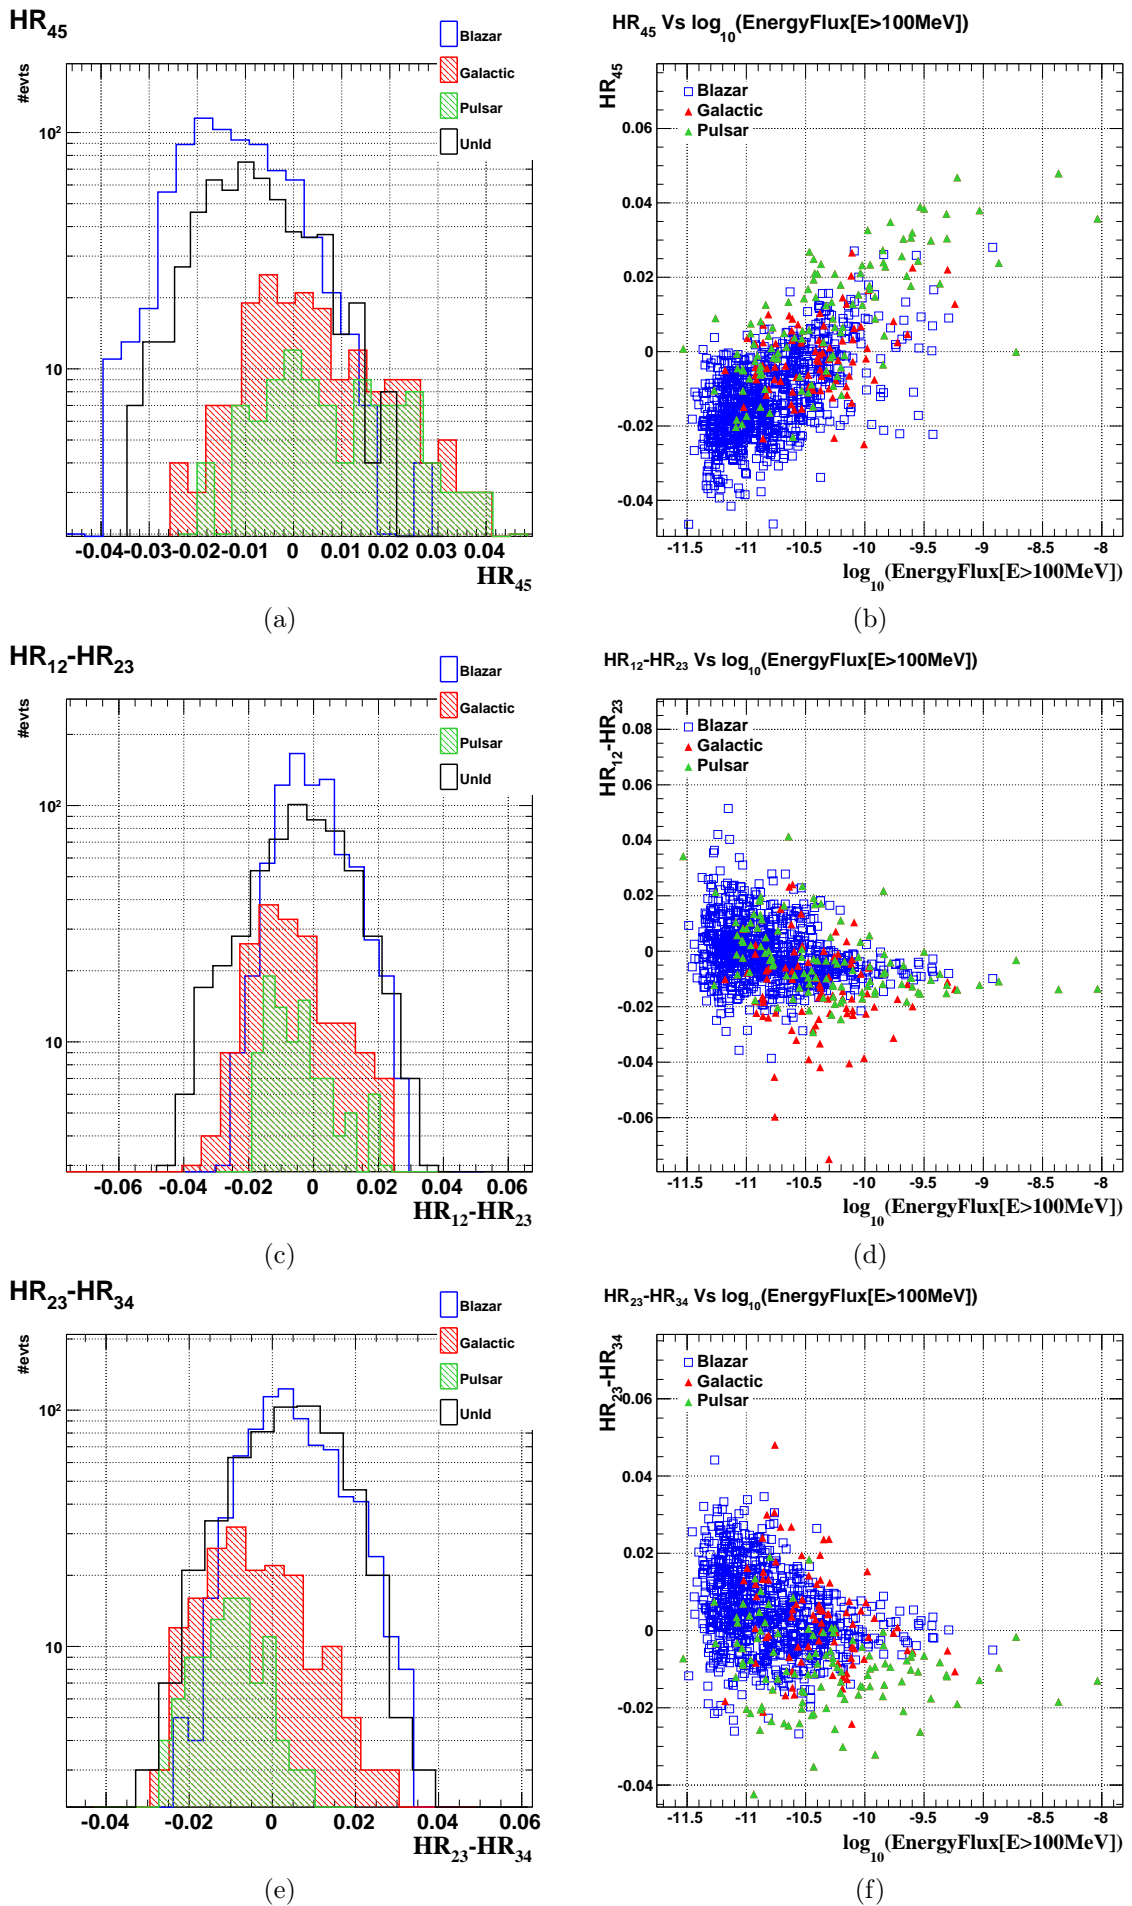 HR45
Blazar
Galactic
Pulsar
UnId
#evts
10²
10
-0.04 -0.03 -0.02 -0.01 0 0.01 0.02 0.03 0.04
HR45
(a)
HR45 Vs log10(EnergyFlux[E>100MeV])
HR45
Blazar
Galactic
Pulsar
0.06
0.04
0.02
0
-0.02
-0.04
-11.5 -11 -10.5 -10 -9.5 -9 -8.5 -8
log10(EnergyFlux[E>100MeV])
(b)
HR12-HR23
Blazar
Galactic
Pulsar
UnId
#evts
10²
10
-0.06 -0.04 -0.02 0 0.02 0.04 0.06
HR12-HR23
(c)
HR12-HR23 Vs log10(EnergyFlux[E>100MeV])
HR12-HR23
Blazar
Galactic
Pulsar
0.08
0.06
0.04
0.02
0
-0.02
-0.04
-0.06
-11.5 -11 -10.5 -10 -9.5 -9 -8.5 -8
log10(EnergyFlux[E>100MeV])
(d)
HR23-HR34
Blazar
Galactic
Pulsar
UnId
#evts
10²
10
-0.04 -0.02 0 0.02 0.04 0.06
HR23-HR34
(e)
HR23-HR34 Vs log10(EnergyFlux[E>100MeV])
HR23-HR34
Blazar
Galactic
Pulsar
0.06
0.04
0.02
0
-0.02
-0.04
-11.5 -11 -10.5 -10 -9.5 -9 -8.5 -8
log10(EnergyFlux[E>100MeV])
(f)